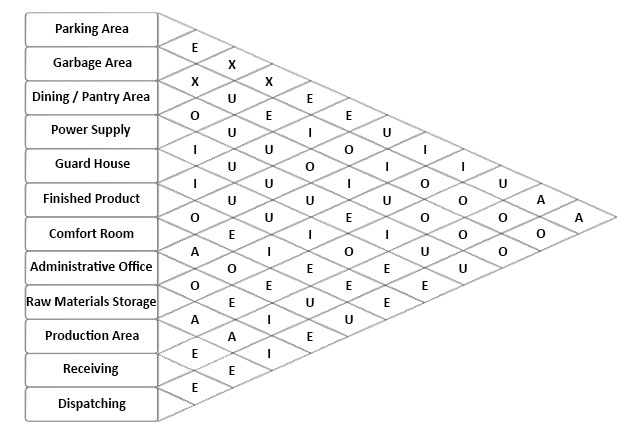 Parking Area
E
Garbage Area X
X X
Dining / Pantry Area U E
O E E
Power Supply U I U
I U O I
Guard House U O I I
I U I O U
Finished Product U U U O A
O U E O O A
Comfort Room E I I O O
A I O U O
Administrative Office O E E U
O E E E
Raw Materials Storage E U E
A I U
Production Area A E
E I
Receiving E
E
Dispatching